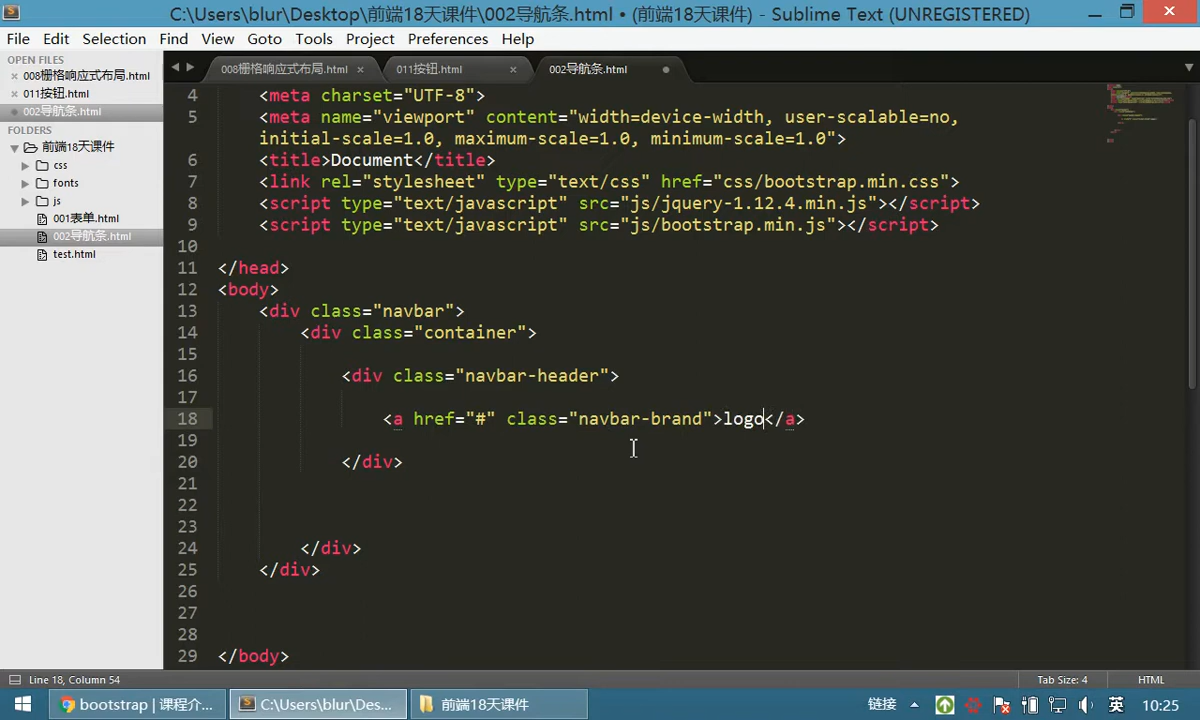 C:\Users\blur\Desktop\前端18天课件\002导航条.html • (前端18天课件) - Sublime Text (UNREGISTERED)
File Edit Selection Find View Goto Tools Project Preferences Help
OPEN FILES
008栅格响应式布局.html
011按钮.html
002导航条.html
FOLDERS
前端18天课件
css
fonts
js
001表单.html
002导航条.html
test.html
008栅格响应式布局.html 011按钮.html 002导航条.html
4 <meta charset="UTF-8">
5 <meta name="viewport" content="width=device-width, user-scalable=no,
initial-scale=1.0, maximum-scale=1.0, minimum-scale=1.0">
6 <title>Document</title>
7 <link rel="stylesheet" type="text/css" href="css/bootstrap.min.css">
8 <script type="text/javascript" src="js/jquery-1.12.4.min.js"></script>
9 <script type="text/javascript" src="js/bootstrap.min.js"></script>
10
11 </head>
12 <body>
13 <div class="navbar">
14 <div class="container">
15
16 <div class="navbar-header">
17
18 <a href="#" class="navbar-brand">logo</a>
19
20 </div>
21
22
23
24 </div>
25 </div>
26
27
28
29 </body>
Line 18, Column 54 Tab Size: 4 HTML
bootstrap | 课程介... C:\Users\blur\Des... 前端18天课件 链接 英 10:25